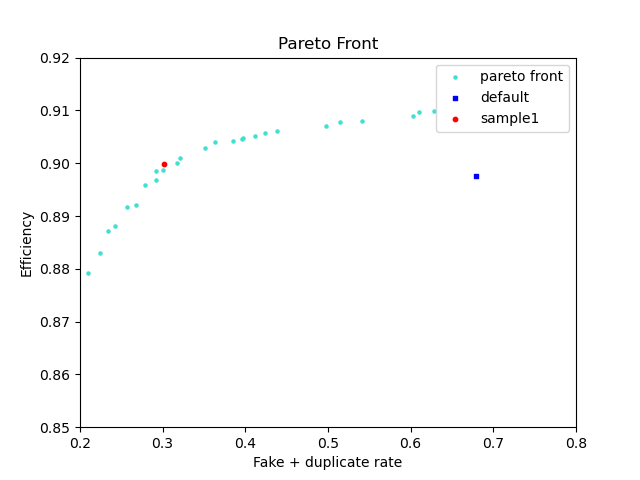 Pareto Front
0.92
0.91
0.90
0.89
0.88
0.87
0.86
0.85
Efficiency
pareto front
default
sample1
0.2 0.3 0.4 0.5 0.6 0.7 0.8
Fake + duplicate rate